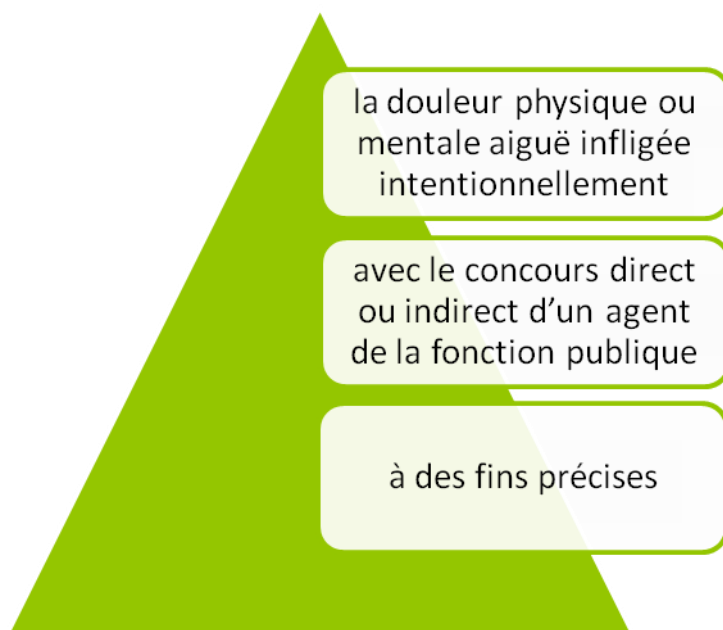 la douleur physique ou
mentale aiguë infligée
intentionnellement
avec le concours direct
ou indirect d’un agent
de la fonction publique
à des fins précises